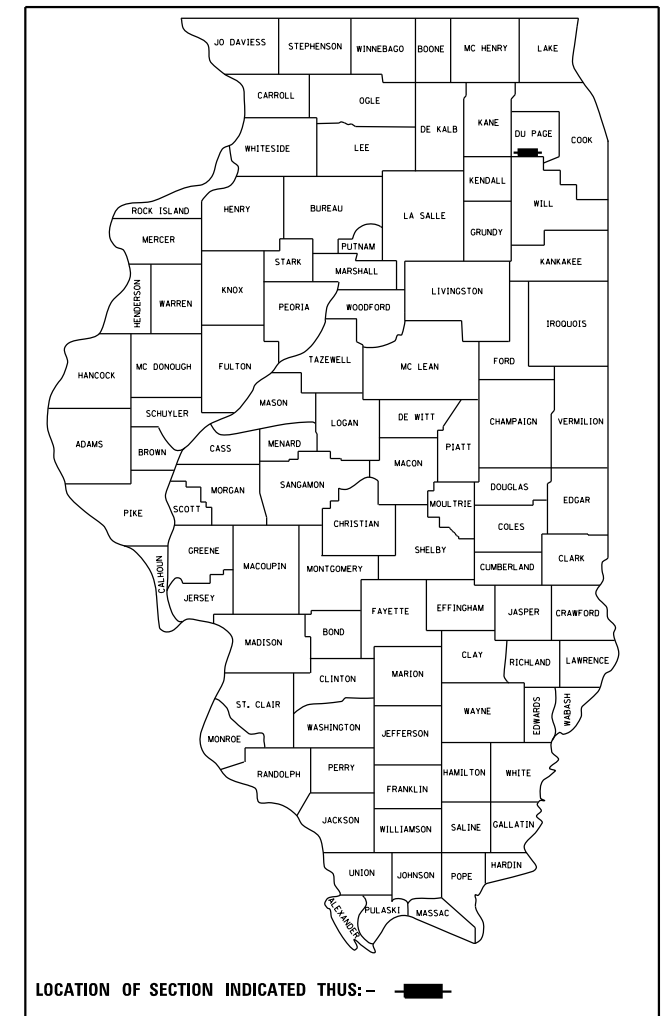 JO DAVIESS
STEPHENSON
WINNEBAGO
BOONE
MC HENRY
LAKE
CARROLL
OGLE
DE KALB
KANE
DU PAGE
COOK
WHITESIDE
LEE
KENDALL
WILL
ROCK ISLAND
HENRY
BUREAU
LA SALLE
GRUNDY
MERCER
PUTNAM
KANKAKEE
STARK
MARSHALL
HENDERSON
WARREN
KNOX
PEORIA
WOODFORD
LIVINGSTON
IROQUOIS
HANCOCK
MC DONOUGH
FULTON
TAZEWELL
MC LEAN
FORD
MASON
SCHUYLER
LOGAN
DE WITT
CHAMPAIGN
VERMILION
ADAMS
BROWN
CASS
MENARD
PIATT
MACON
MORGAN
SANGAMON
DOUGLAS
EDGAR
PIKE
SCOTT
CHRISTIAN
MOULTRIE
COLES
SHELBY
GREENE
MACOUPIN
MONTGOMERY
CUMBERLAND
CLARK
CALHOUN
JERSEY
FAYETTE
EFFINGHAM
JASPER
CRAWFORD
MADISON
BOND
CLAY
RICHLAND
LAWRENCE
CLINTON
MARION
ST. CLAIR
WAYNE
EDWARDS
WABASH
MONROE
WASHINGTON
JEFFERSON
RANDOLPH
PERRY
HAMILTON
WHITE
FRANKLIN
JACKSON
WILLIAMSON
SALINE
GALLATIN
UNION
JOHNSON
POPE
HARDIN
ALEXANDER
PULASKI
MASSAC
LOCATION OF SECTION INDICATED THUS: –